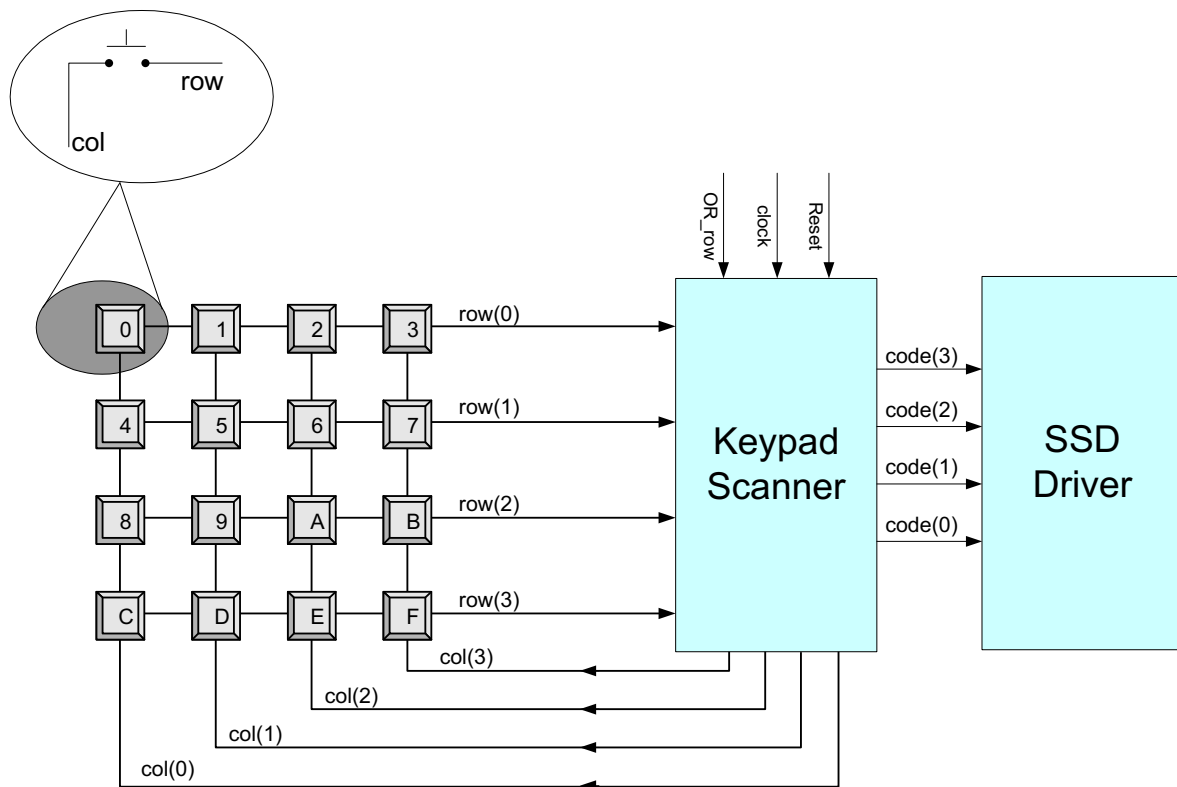 row
col
OR_row
clock
Reset
0 1 2 3 row(0)
4 5 6 7 row(1)
8 9 A B row(2)
C D E F row(3)
Keypad
Scanner
code(3)
code(2)
code(1)
code(0)
SSD
Driver
col(3)
col(2)
col(1)
col(0)